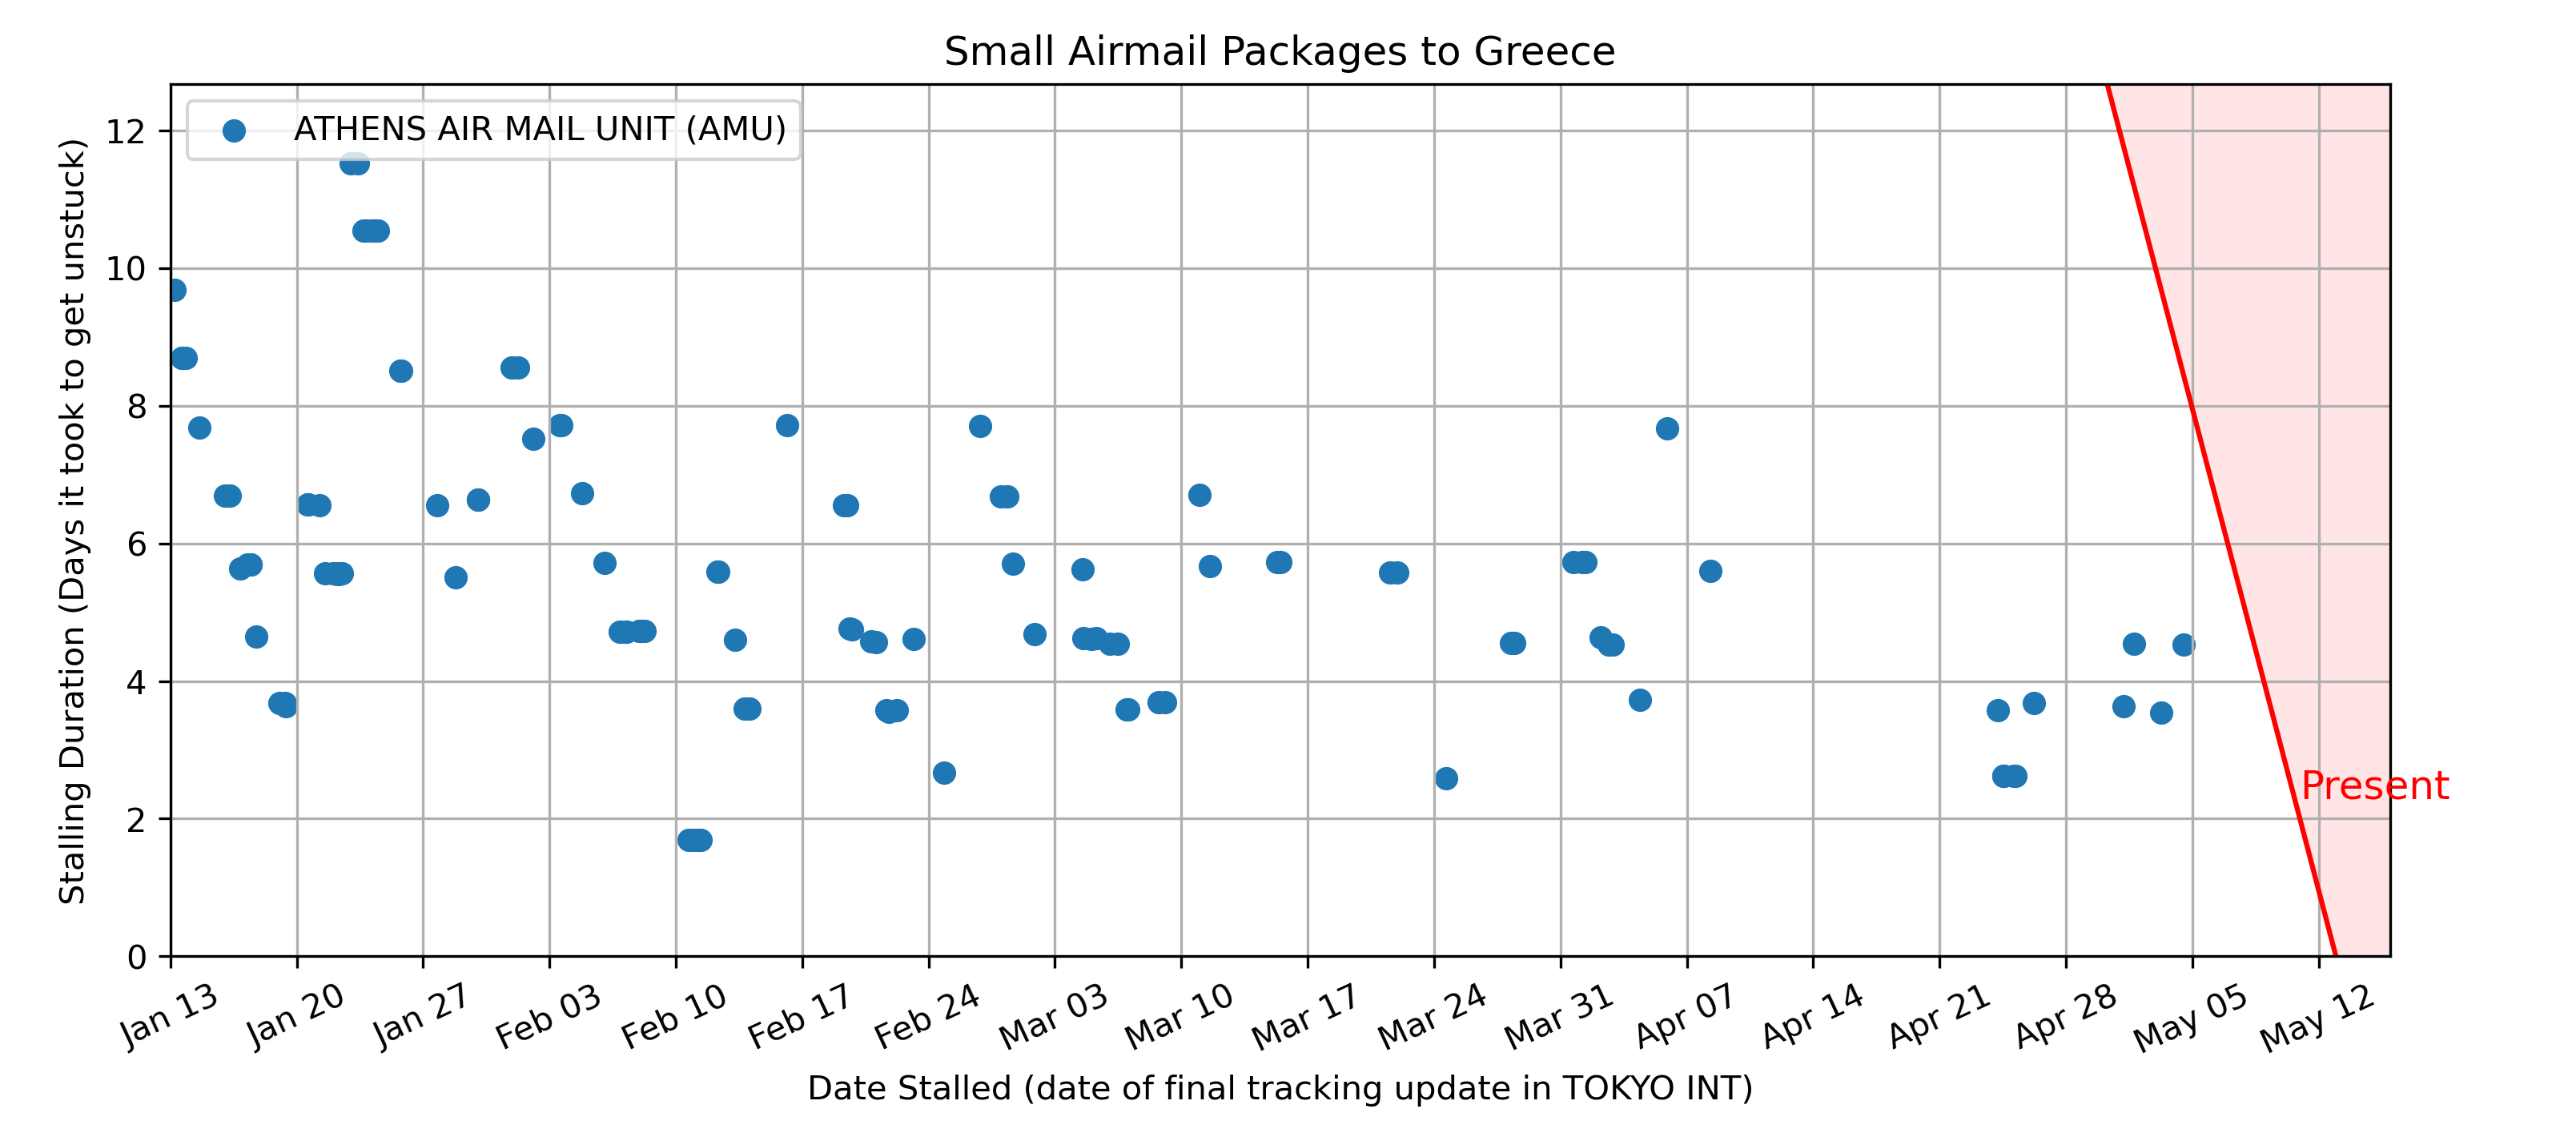 Small Airmail Packages to Greece
ATHENS AIR MAIL UNIT (AMU)
Stalling Duration (Days it took to get unstuck)
12
10
8
6
4
2
0
Present
Jan 13
Jan 20
Jan 27
Feb 03
Feb 10
Feb 17
Feb 24
Mar 03
Mar 10
Mar 17
Mar 24
Mar 31
Apr 07
Apr 14
Apr 21
Apr 28
May 05
May 12
Date Stalled (date of final tracking update in TOKYO INT)